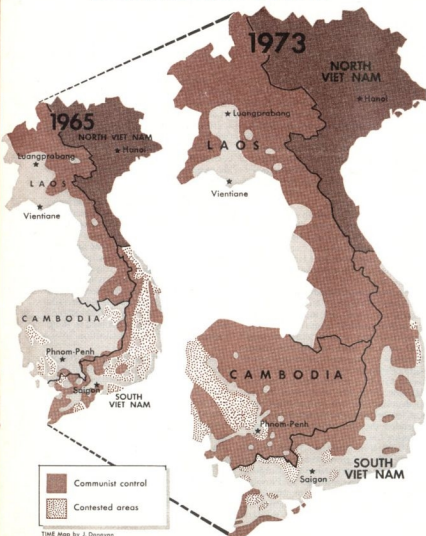 1973
NORTH
VIET NAM
Hanoi
Luangprabang
LAOS
Vientiane
CAMBODIA
Phnom-Penh
Saigon
SOUTH
VIET NAM
1965
NORTH VIET NAM
Hanoi
Luangprabang
LAOS
Vientiane
CAMBODIA
Phnom-Penh
Saigon
SOUTH
VIET NAM
Communist control
Contested areas
TIME Map by J. Donovan